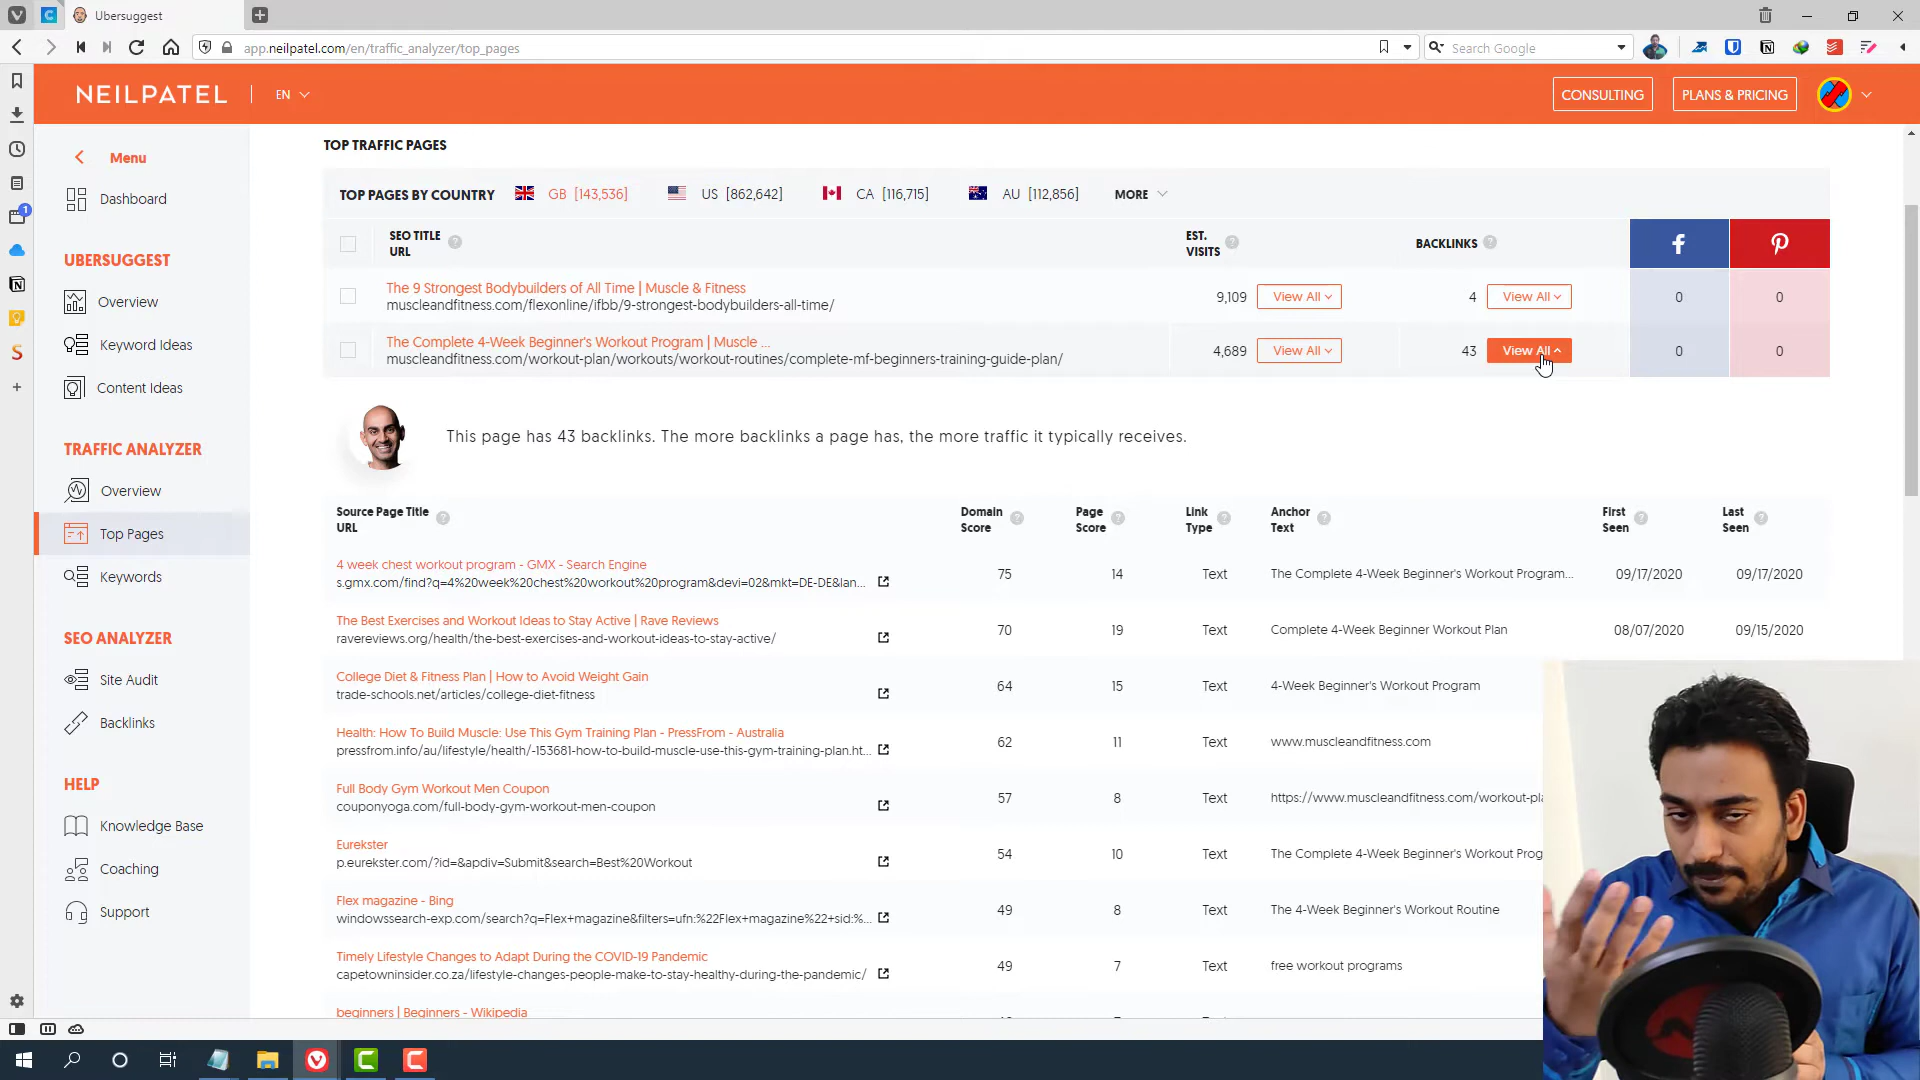 Ubersuggest
app.neilpatel.com/en/traffic_analyzer/top_pages
Search Google
NEILPATEL
EN
CONSULTING
PLANS & PRICING
Menu
Dashboard
UBERSUGGEST
Overview
Keyword Ideas
Content Ideas
TRAFFIC ANALYZER
Overview
Top Pages
Keywords
SEO ANALYZER
Site Audit
Backlinks
HELP
Knowledge Base
Coaching
Support
TOP TRAFFIC PAGES
TOP PAGES BY COUNTRY GB [143,536] US [862,642] CA [116,715] AU [112,856] MORE
SEO TITLE
URL
EST.
VISITS
BACKLINKS
The 9 Strongest Bodybuilders of All Time | Muscle & Fitness
muscleandfitness.com/flexonline/ifbb/9-strongest-bodybuilders-all-time/
9,109 View All 4 View All 0 0
The Complete 4-Week Beginner's Workout Program | Muscle ...
muscleandfitness.com/workout-plan/workouts/workout-routines/complete-mf-beginners-training-guide-plan/
4,689 View All 43 View All 0 0
This page has 43 backlinks. The more backlinks a page has, the more traffic it typically receives.
Source Page Title
URL
Domain
Score
Page
Score
Link
Type
Anchor
Text
First
Seen
Last
Seen
4 week chest workout program - GMX - Search Engine
s.gmx.com/find?q=4%20week%20chest%20workout%20program&devi=02&mkt=DE-DE&lan...
75 14 Text The Complete 4-Week Beginner's Workout Program... 09/17/2020 09/17/2020
The Best Exercises and Workout Ideas to Stay Active | Rave Reviews
ravereviews.org/health/the-best-exercises-and-workout-ideas-to-stay-active/
70 19 Text Complete 4-Week Beginner Workout Plan 08/07/2020 09/15/2020
College Diet & Fitness Plan | How to Avoid Weight Gain
trade-schools.net/articles/college-diet-fitness
64 15 Text 4-Week Beginner's Workout Program
Health: How To Build Muscle: Use This Gym Training Plan - PressFrom - Australia
pressfrom.info/au/lifestyle/health/-153681-how-to-build-muscle-use-this-gym-training-plan.ht...
62 11 Text www.muscleandfitness.com
Full Body Gym Workout Men Coupon
couponyoga.com/full-body-gym-workout-men-coupon
57 8 Text https://www.muscleandfitness.com/workout-pl
Eurekster
p.eurekster.com/?id=&apdiv=Submit&search=Best%20Workout
54 10 Text The Complete 4-Week Beginner's Workout Prog
Flex magazine - Bing
windowssearch-exp.com/search?q=Flex+magazine&filters=ufn:%22Flex+magazine%22+sid:%...
49 8 Text The 4-Week Beginner's Workout Routine
Timely Lifestyle Changes to Adapt During the COVID-19 Pandemic
capetowninsider.co.za/lifestyle-changes-people-make-to-stay-healthy-during-the-pandemic/
49 7 Text free workout programs
beginners | Beginners - Wikipedia